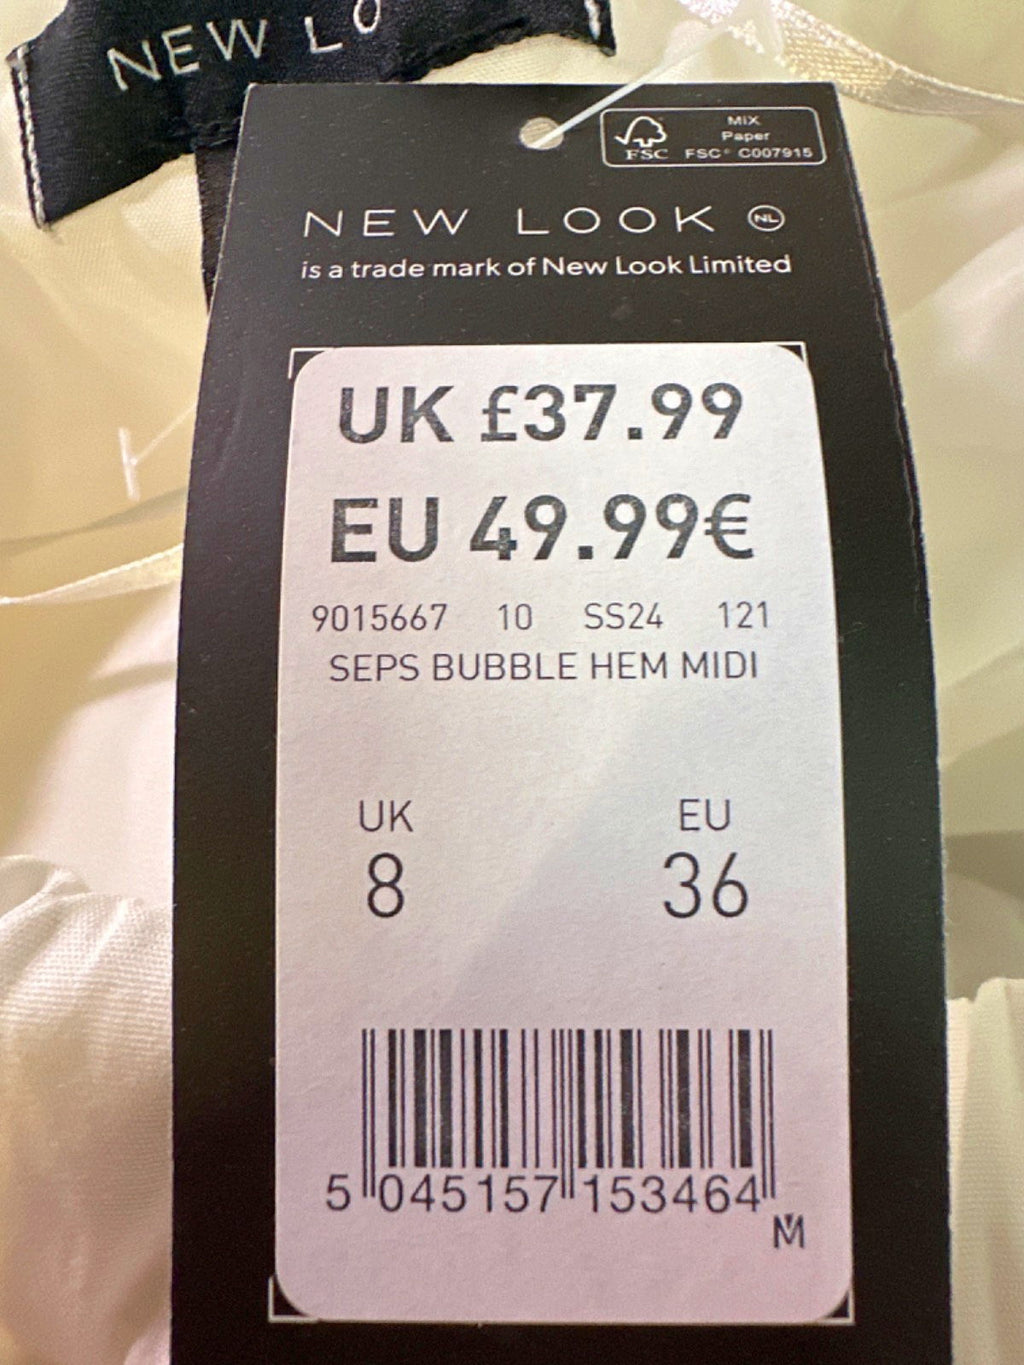 NEW LO
MIX
Paper
FSC
FSC® C007915
NEW LOOK NL
is a trade mark of New Look Limited
UK £37.99
EU 49.99€
9015667 10 SS24 121
SEPS BUBBLE HEM MIDI
UK EU
8 36
5 045157 153464
M